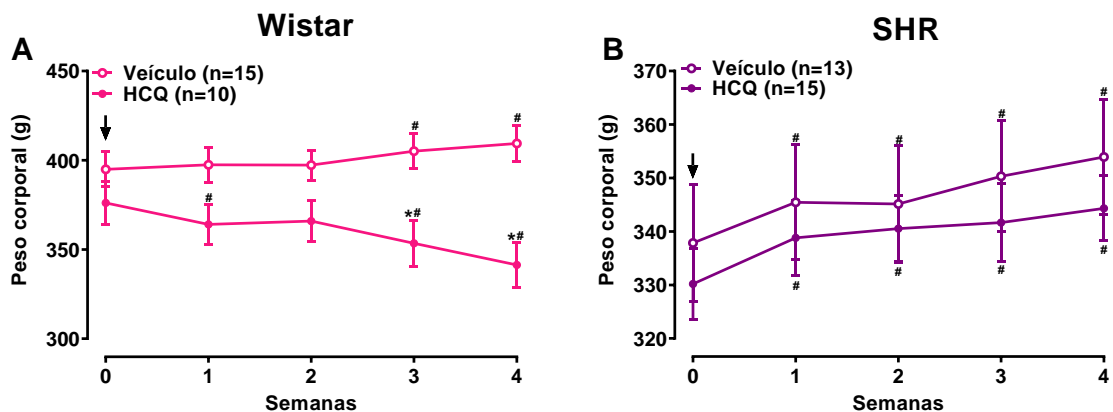 Wistar
A
Veículo (n=15)
HCQ (n=10)
Peso corporal (g)
450
400
350
300
#
#
#
*#
*#
0 1 2 3 4
Semanas
SHR
B
Veículo (n=13)
HCQ (n=15)
Peso corporal (g)
370
360
350
340
330
320
#
#
#
#
#
#
#
#
0 1 2 3 4
Semanas